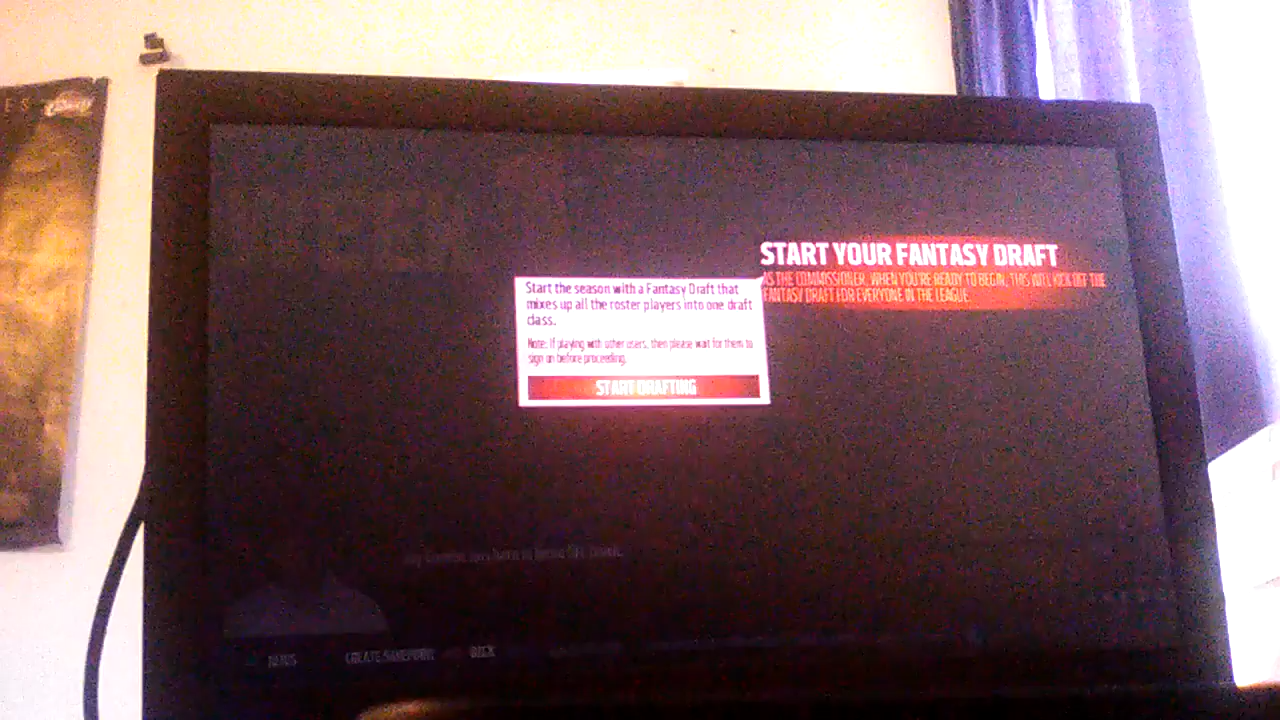 ES
START YOUR FANTASY DRAFT
AS THE COMMISSIONER, WHEN YOU'RE READY TO BEGIN, THIS WILL KICK OFF THE
FANTASY DRAFT FOR EVERYONE IN THE LEAGUE.
Start the season with a Fantasy Draft that
mixes up all the roster players into one draft
class.
Note: If playing with other users, then please wait for them to
sign on before proceeding.
START DRAFTING
NEWS CREATE SAVEPOINT BACK